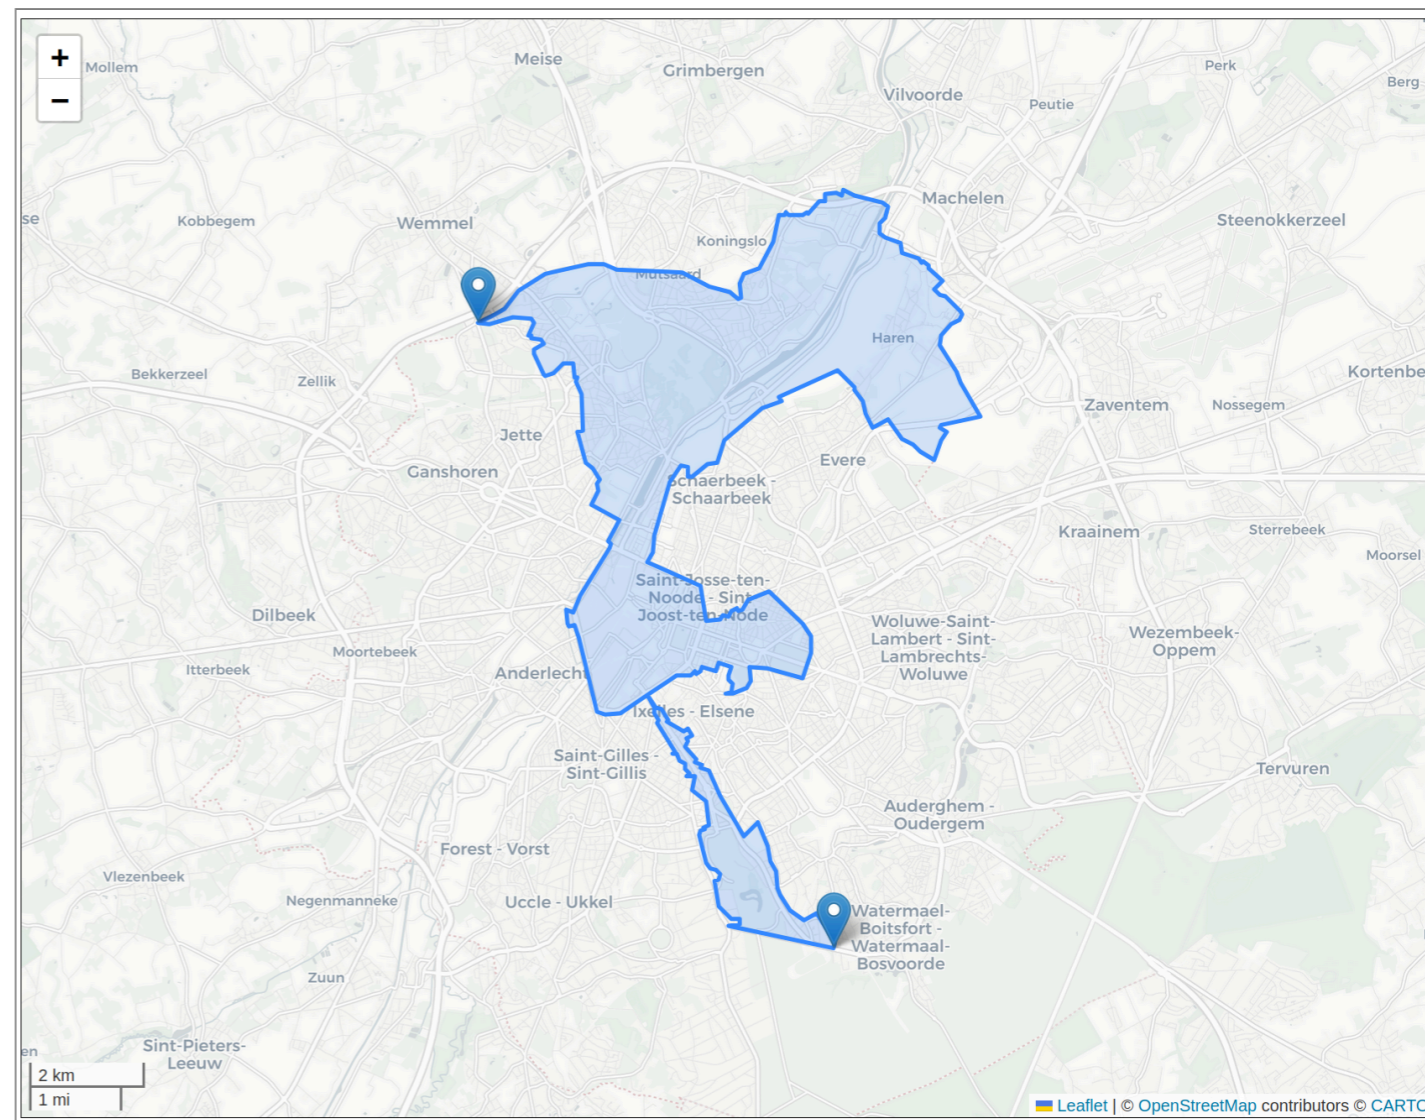 +
−
Mollem
Meise
Grimbergen
Perk
Berg
Vilvoorde
Peutie
se
Kobbegem
Wemmel
Machelen
Steenokkerzeel
Koningslo
Mutsaard
Haren
Bekkerzeel
Zellik
Kortenbe
Zaventem
Nossegem
Jette
Ganshoren
Evere
Schaerbeek -
Schaarbeek
Kraainem
Sterrebeek
Moorsel
Saint-Josse-ten-
Noode - Sint-
Joost-ten-Node
Dilbeek
Woluwe-Saint-
Lambert - Sint-
Lambrechts-
Woluwe
Wezembeek-
Oppem
Moortebeek
Itterbeek
Anderlecht
Ixelles - Elsene
Saint-Gilles -
Sint-Gillis
Tervuren
Auderghem -
Oudergem
Forest - Vorst
Vlezenbeek
Negenmanneke
Uccle - Ukkel
Watermael-
Boitsfort -
Watermaal-
Bosvoorde
Zuun
Sint-Pieters-
Leeuw
en
2 km
1 mi
Leaflet | © OpenStreetMap contributors © CARTO